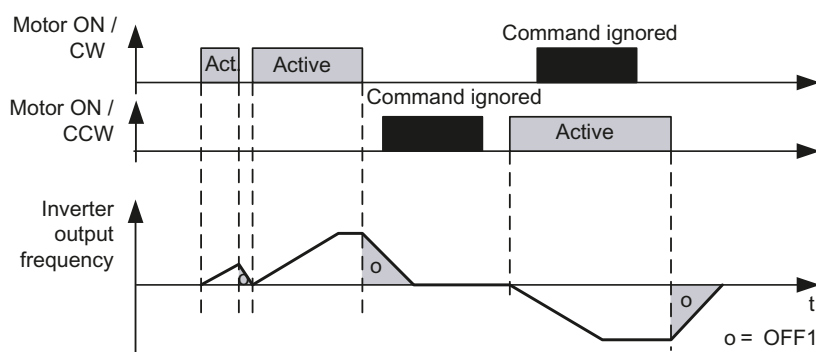 Motor ON /
CW
Act.
Active
Command ignored
Motor ON /
CCW
Command ignored
Active
Inverter
output
frequency
o
o
o
t
o = OFF1